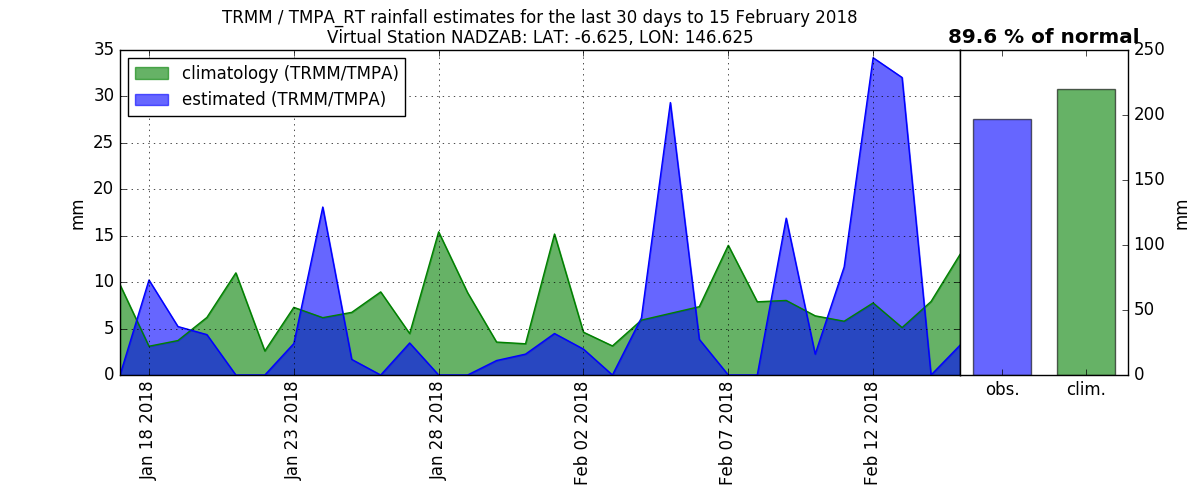 TRMM / TMPA_RT rainfall estimates for the last 30 days to 15 February 2018
Virtual Station NADZAB: LAT: -6.625, LON: 146.625
89.6 % of normal
climatology (TRMM/TMPA)
estimated (TRMM/TMPA)
35
30
25
20
15
10
5
0
mm
Jan 18 2018
Jan 23 2018
Jan 28 2018
Feb 02 2018
Feb 07 2018
Feb 12 2018
obs.
clim.
250
200
150
100
50
0
mm